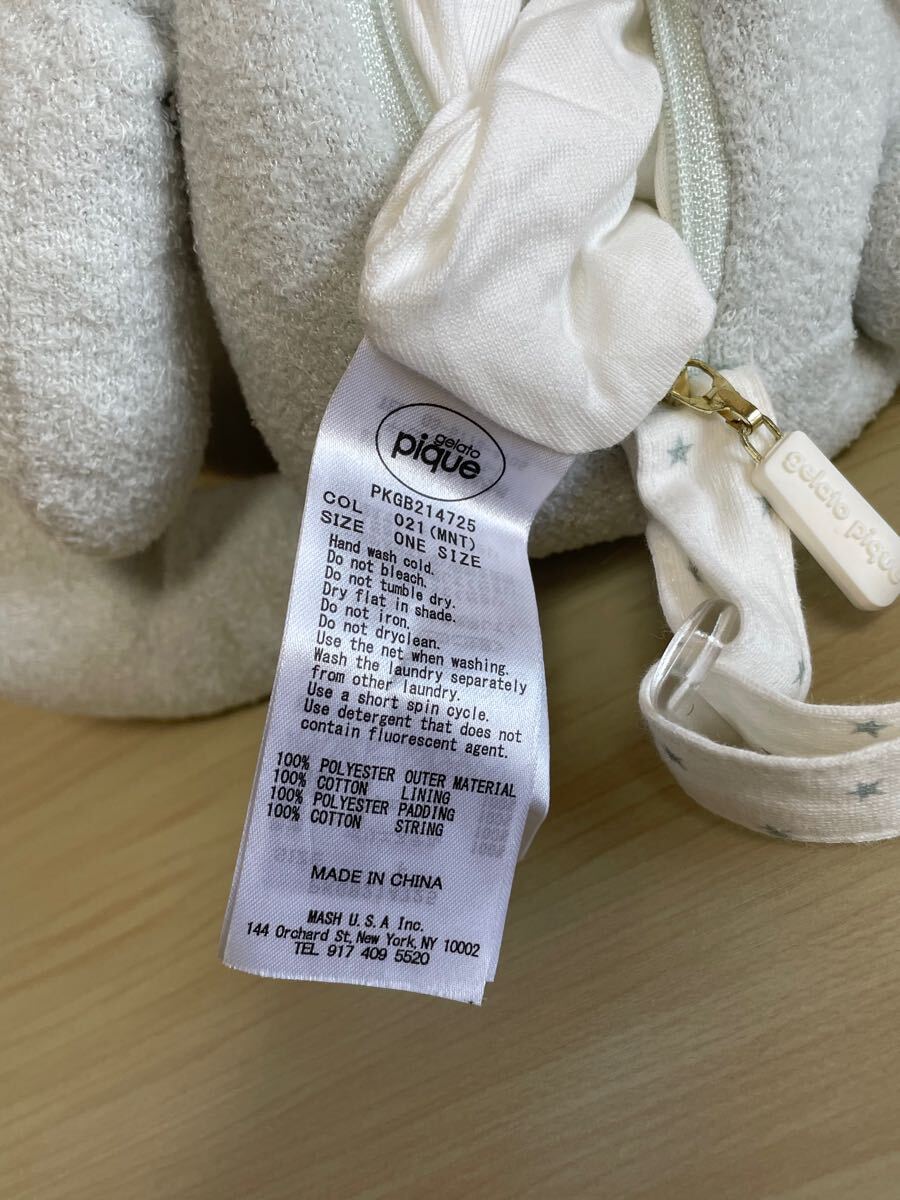 gelato
pique
PKGB214725
COL 021(MNT)
SIZE ONE SIZE
Hand wash cold.
Do not bleach.
Do not tumble dry.
Dry flat in shade.
Do not iron.
Do not dryclean.
Use the net when washing.
Wash the laundry separately
from other laundry.
Use a short spin cycle.
Use detergent that does not
contain fluorescent agent.
100% POLYESTER OUTER MATERIAL
100% COTTON LINING
100% POLYESTER PADDING
100% COTTON STRING
MADE IN CHINA
MASH U.S.A Inc.
144 Orchard St, New York, NY 10002
TEL 917 409 5520
gelato pique